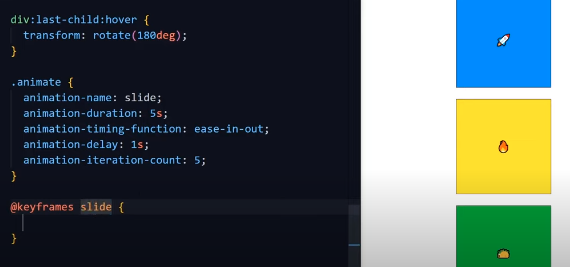 div:last-child:hover {
  transform: rotate(180deg);
}
.animate {
  animation-name: slide;
  animation-duration: 5s;
  animation-timing-function: ease-in-out;
  animation-delay: 1s;
  animation-iteration-count: 5;
}
@keyframes slide {
}